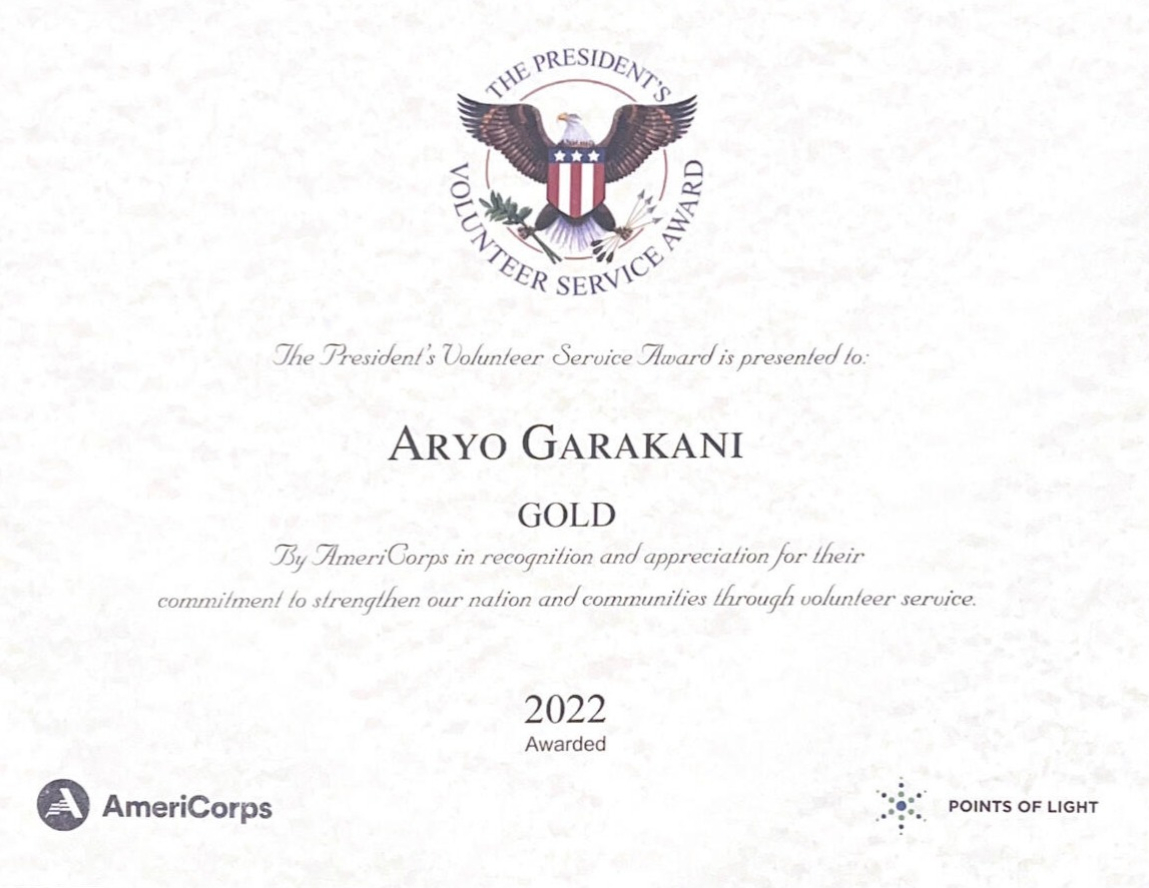 THE PRESIDENT'S
VOLUNTEER SERVICE AWARD
The President's Volunteer Service Award is presented to:
ARYO GARAKANI
GOLD
By AmeriCorps in recognition and appreciation for their
commitment to strengthen our nation and communities through volunteer service.
2022
Awarded
AmeriCorps
POINTS OF LIGHT